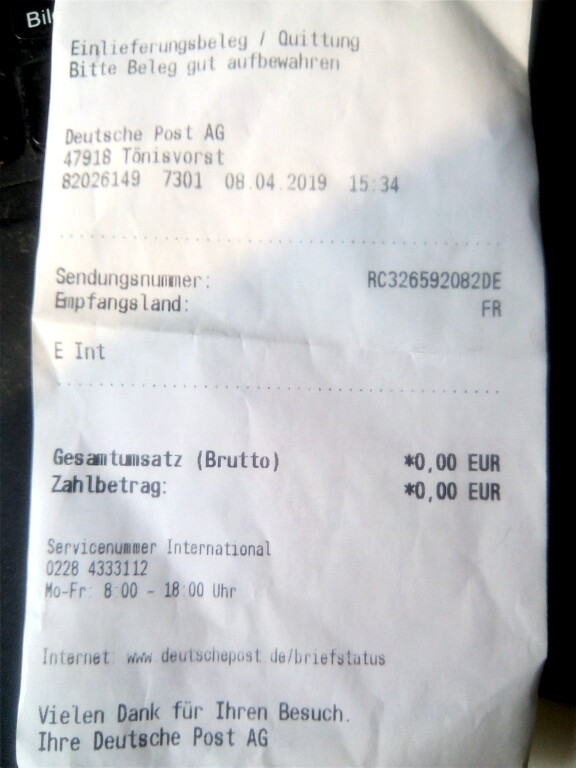 Bil
Einlieferungsbeleg / Quittung
Bitte Beleg gut aufbewahren
Deutsche Post AG
47918 Tönisvorst
82026149 7301 08.04.2019 15:34
Sendungsnummer: RC326592082DE
Empfangsland: FR
E Int
Gesamtumsatz (Brutto) *0,00 EUR
Zahlbetrag: *0,00 EUR
Servicenummer International
0228 4333112
Mo-Fr: 8:00 - 18:00 Uhr
Internet: www.deutschepost.de/briefstatus
Vielen Dank für Ihren Besuch.
Ihre Deutsche Post AG